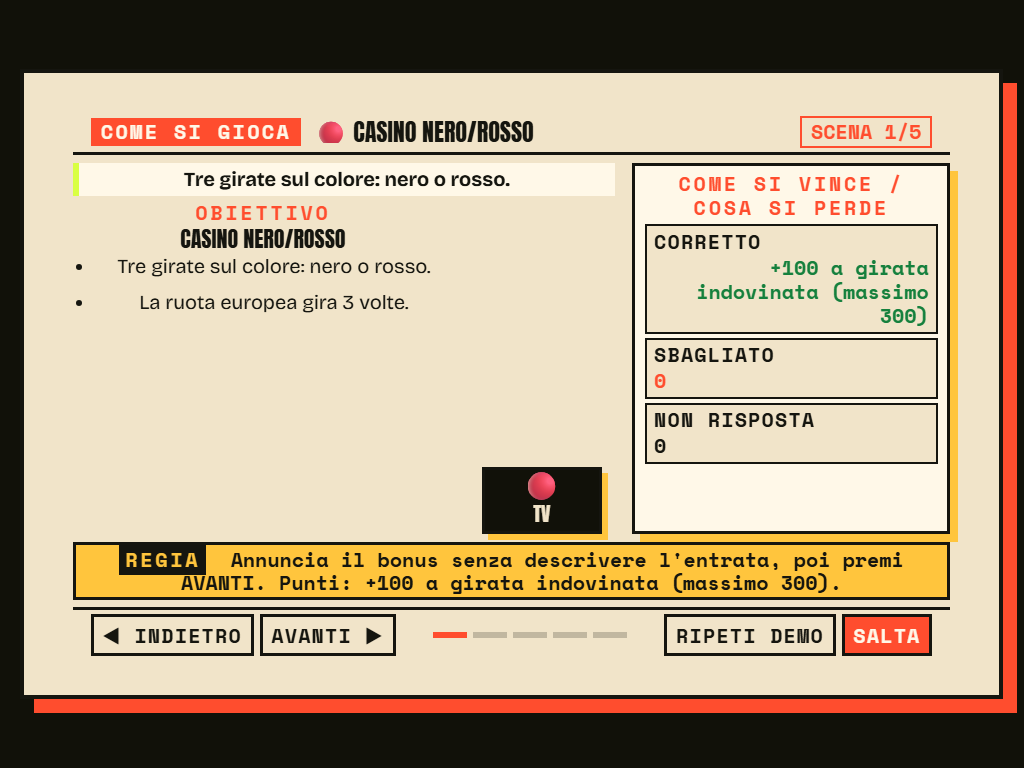 COME SI GIOCA
CASINO NERO/ROSSO
SCENA 1/5
Tre girate sul colore: nero o rosso.
OBIETTIVO
CASINO NERO/ROSSO
• Tre girate sul colore: nero o rosso.
• La ruota europea gira 3 volte.
TV
COME SI VINCE /
COSA SI PERDE
CORRETTO
+100 a girata
indovinata (massimo
300)
SBAGLIATO
0
NON RISPOSTA
0
REGIA Annuncia il bonus senza descrivere l'entrata, poi premi
AVANTI. Punti: +100 a girata indovinata (massimo 300).
◀ INDIETRO
AVANTI ▶
RIPETI DEMO
SALTA